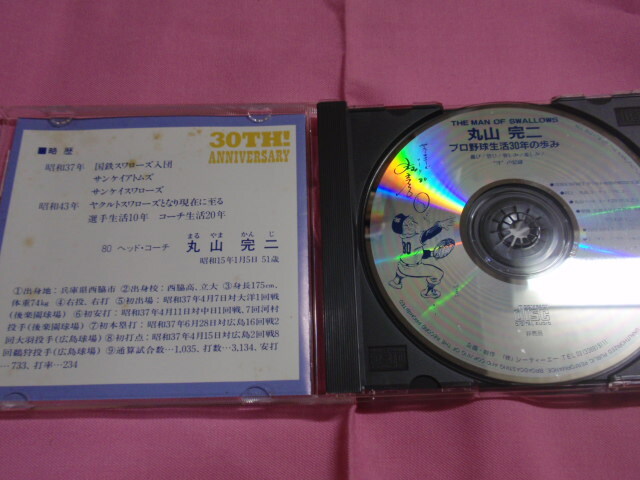 30TH!
ANNIVERSARY
■略歴
昭和37年 国鉄スワローズ入団
サンケイアトムズ
サンケイスワローズ
昭和43年 ヤクルトスワローズとなり現在に至る
選手生活10年 コーチ生活20年
まる やま かん じ
80 ヘッド・コーチ 丸山 完二
昭和15年1月5日 51歳
①出身地:兵庫県西脇市 ②出身校:西脇高、立大 ③身長175cm、
体重74kg ④右投、右打 ⑤初出場:昭和37年4月7日対大洋1回戦
(後楽園球場) ⑥初安打:昭和37年4月11日対中日1回戦、7回河村
投手(後楽園球場) ⑦初本塁打:昭和37年6月28日対広島16回戦2
回大羽投手(広島球場) ⑧初打点:昭和37年4月15日対広島2回戦8
回鵜狩投手(広島球場) ⑨通算試合数…1,035、打数…3,134、安打
…733、打率…234
THE MAN OF SWALLOWS
丸山 完二
プロ野球生活30年の歩み